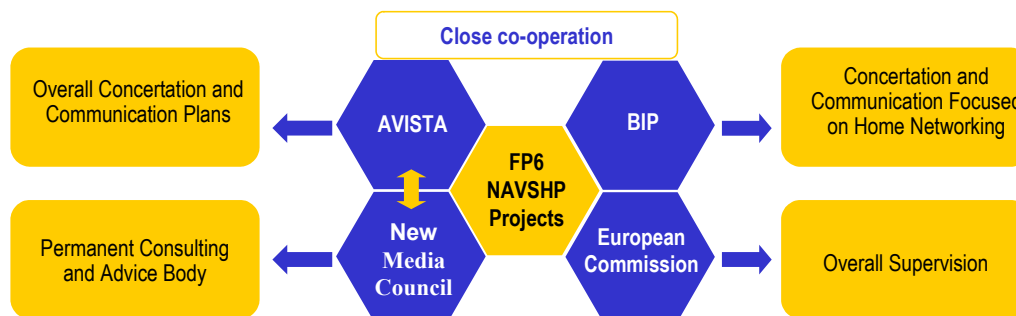 Close co-operation
Overall Concertation and
Communication Plans
AVISTA
BIP
Concertation and
Communication Focused
on Home Networking
FP6
NAVSHP
Projects
Permanent Consulting
and Advice Body
New
Media
Council
European
Commission
Overall Supervision